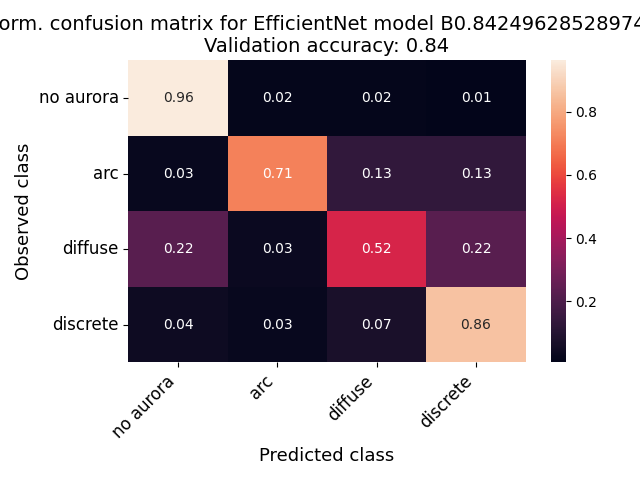 orm. confusion matrix for EfficientNet model B0.84249628528974
Validation accuracy: 0.84
Observed class
no aurora
0.96 0.02 0.02 0.01
arc
0.03 0.71 0.13 0.13
diffuse
0.22 0.03 0.52 0.22
discrete
0.04 0.03 0.07 0.86
no aurora
arc
diffuse
discrete
Predicted class
0.8
0.6
0.4
0.2